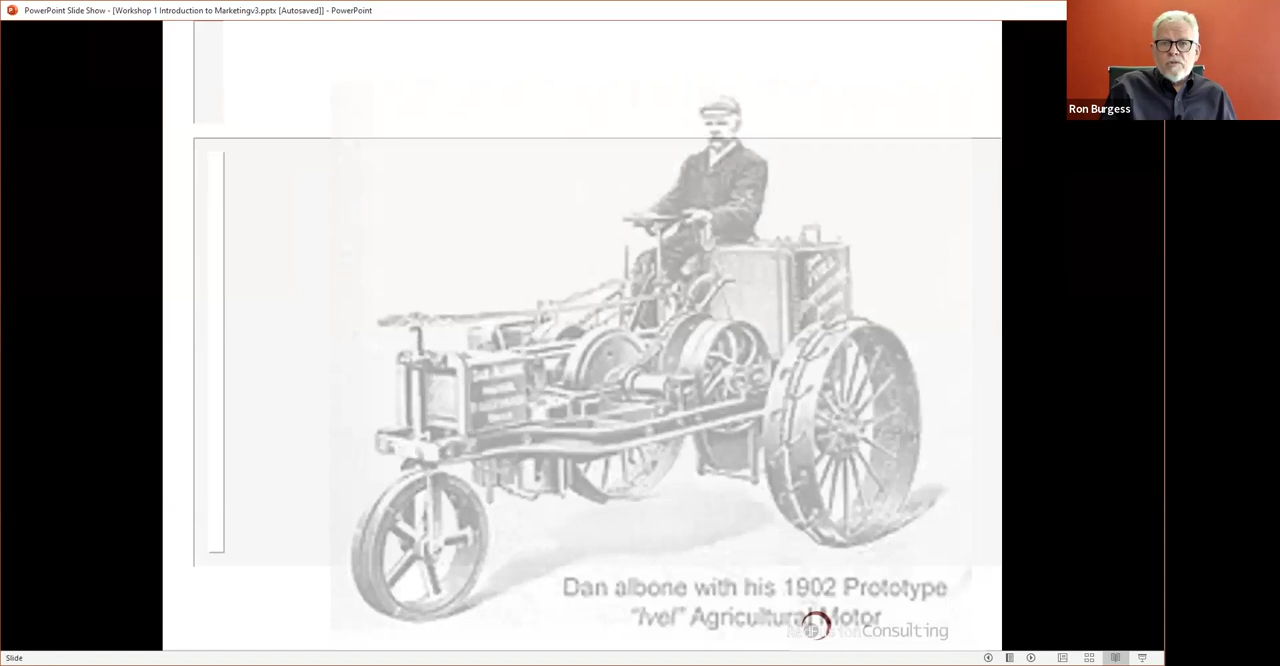 PowerPoint Slide Show - [Workshop 1 Introduction to Marketingv3.pptx [Autosaved]] - PowerPoint
Ron Burgess
Dan albone with his 1902 Prototype
"Ivel" Agricultural Motor
Consulting
Slide